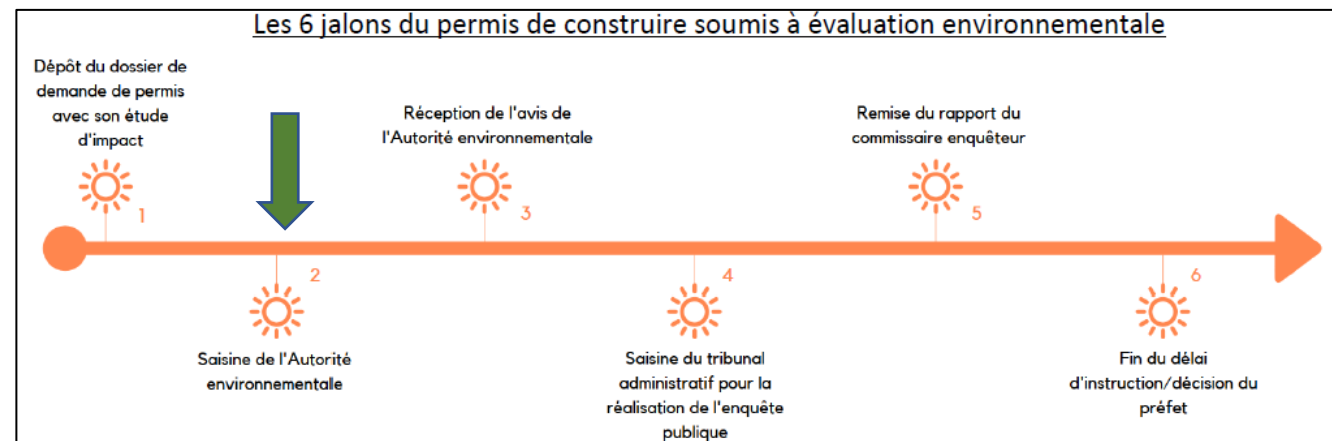 Les 6 jalons du permis de construire soumis à évaluation environnementale
Dépôt du dossier de
demande de permis
avec son étude
d'impact
1
2
Saisine de l'Autorité
environnementale
Réception de l'avis de
l'Autorité environnementale
3
4
Saisine du tribunal
administratif pour la
réalisation de l'enquête
publique
Remise du rapport du
commissaire enquêteur
5
6
Fin du délai
d'instruction/décision du
préfet